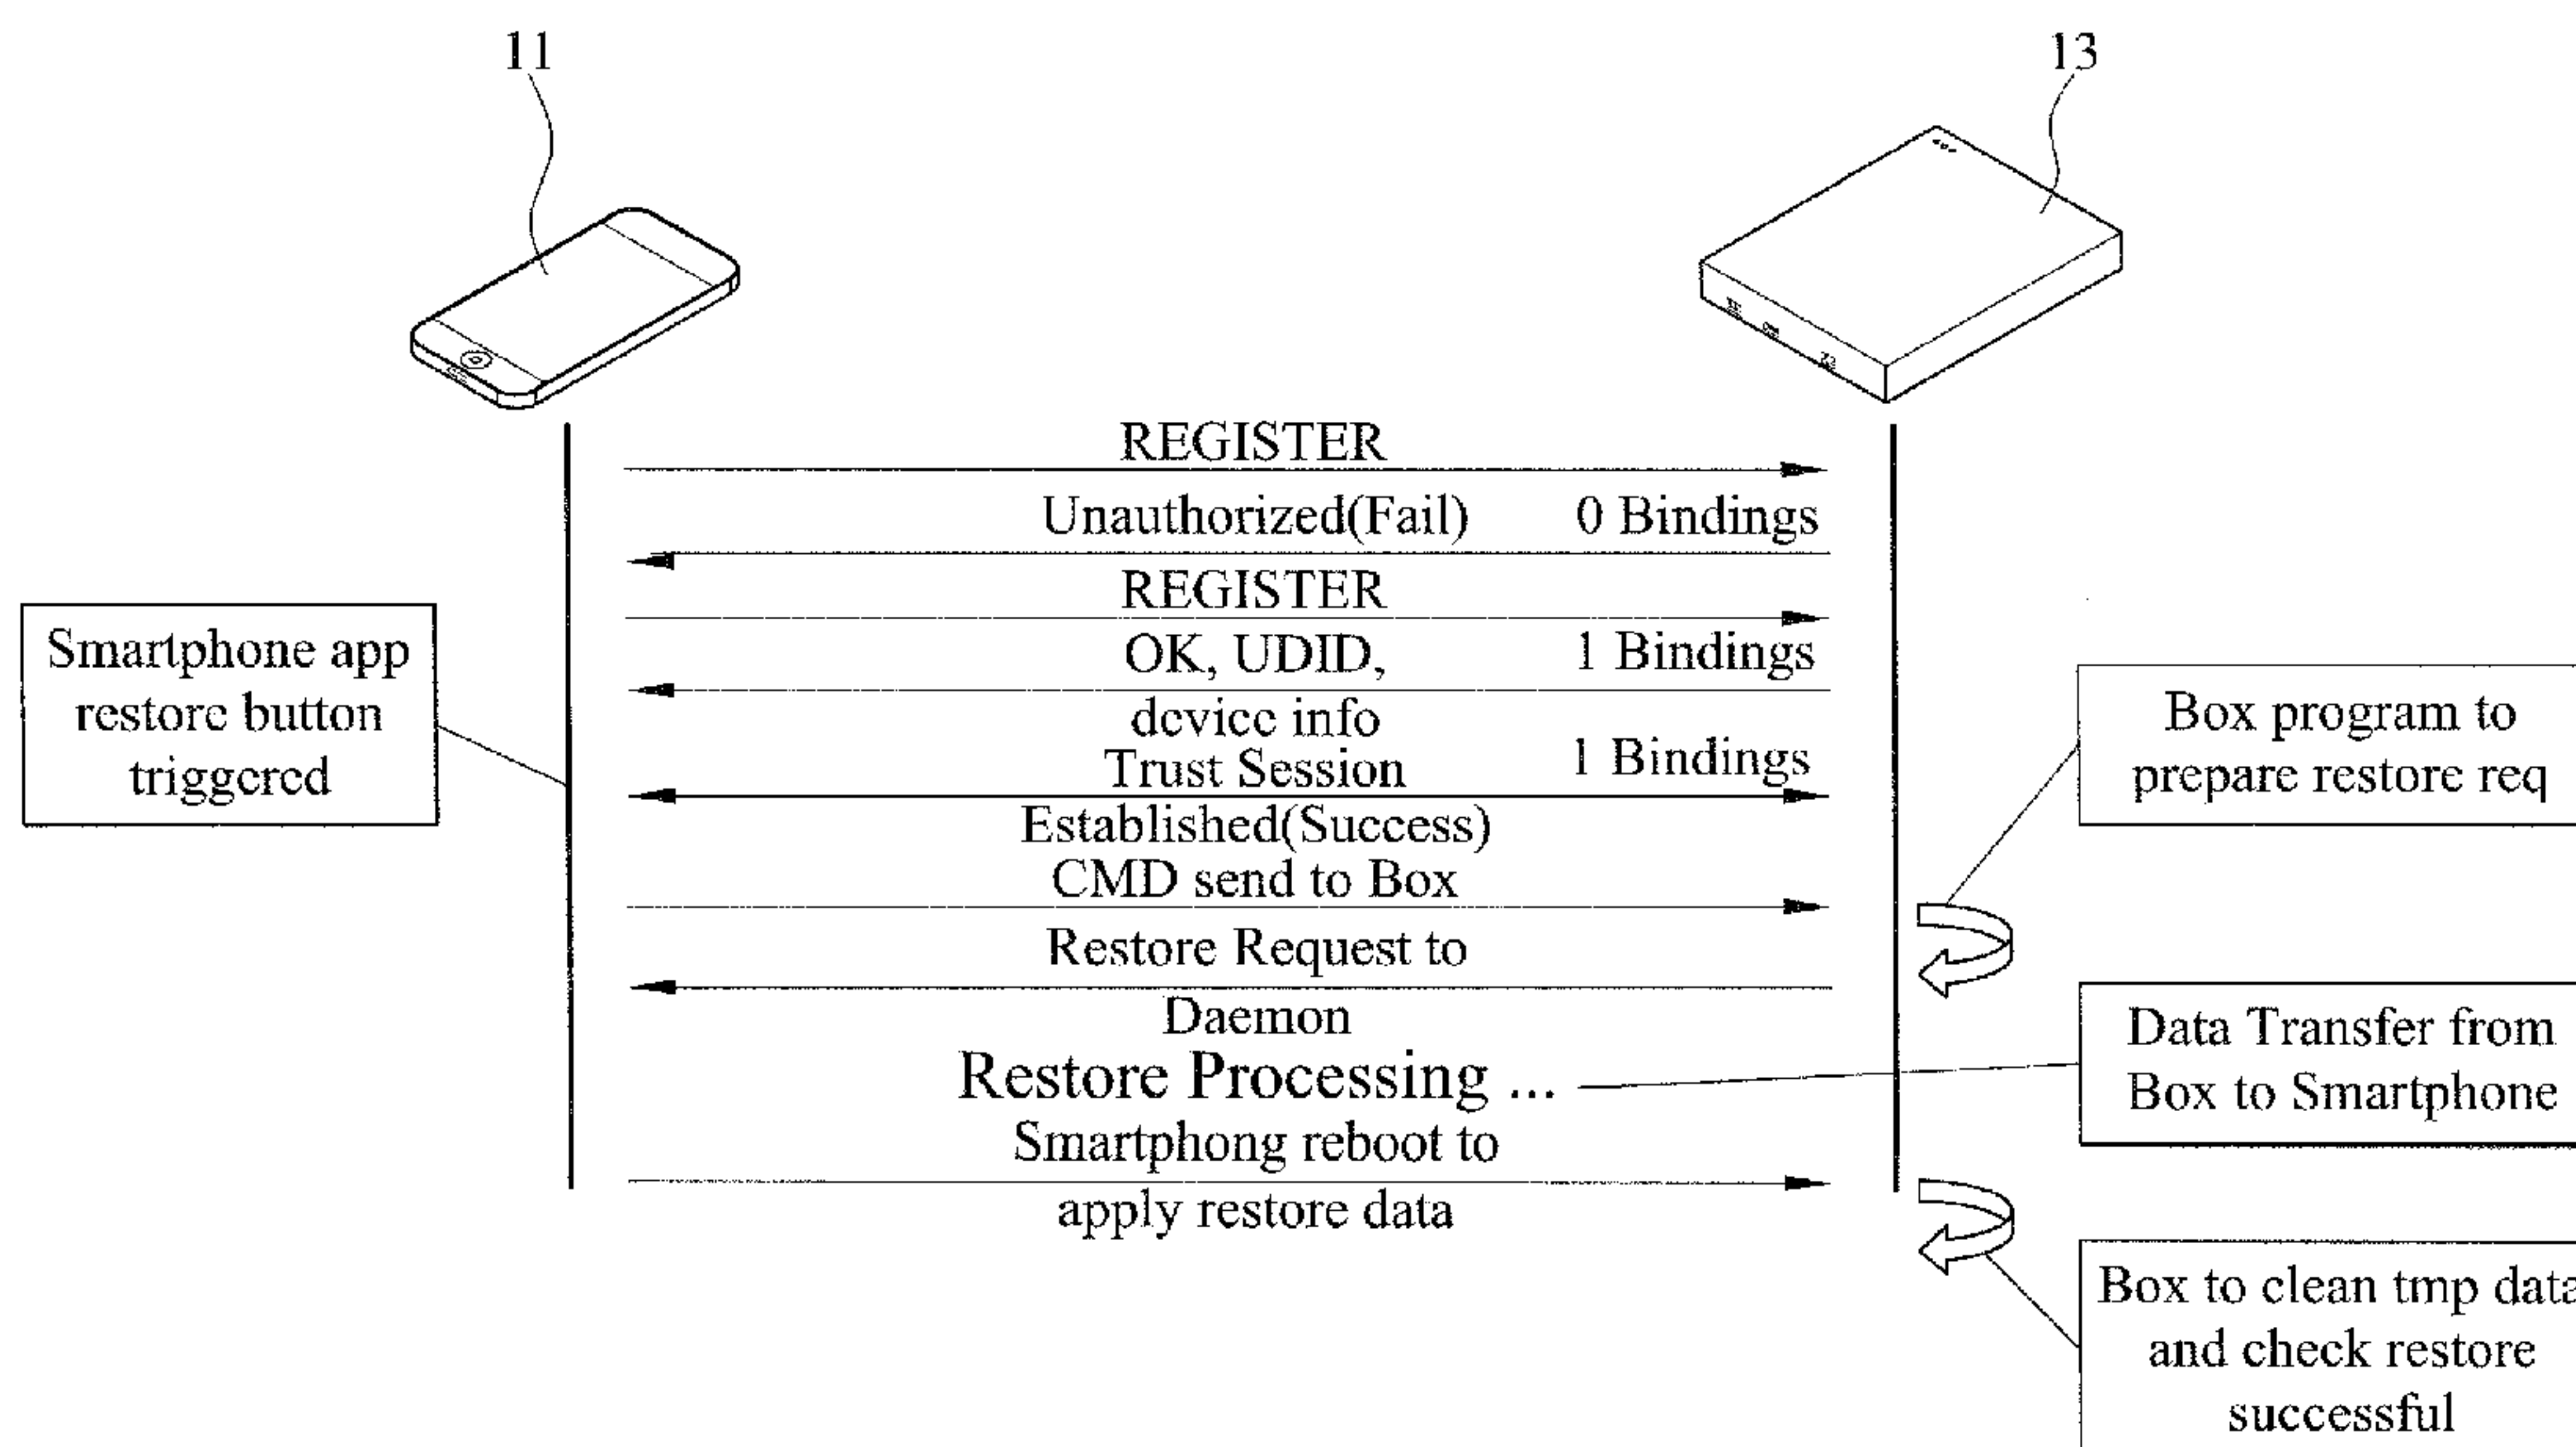 11
13
REGISTER
Unauthorized(Fail) 0 Bindings
REGISTER
OK, UDID, 1 Bindings
device info
Trust Session 1 Bindings
Established(Success)
CMD send to Box
Restore Request to
Daemon
Restore Processing ...
Smartphong reboot to
apply restore data
Smartphone app
restore button
triggered
Box program to
prepare restore req
Data Transfer from
Box to Smartphone
Box to clean tmp data
and check restore
successful